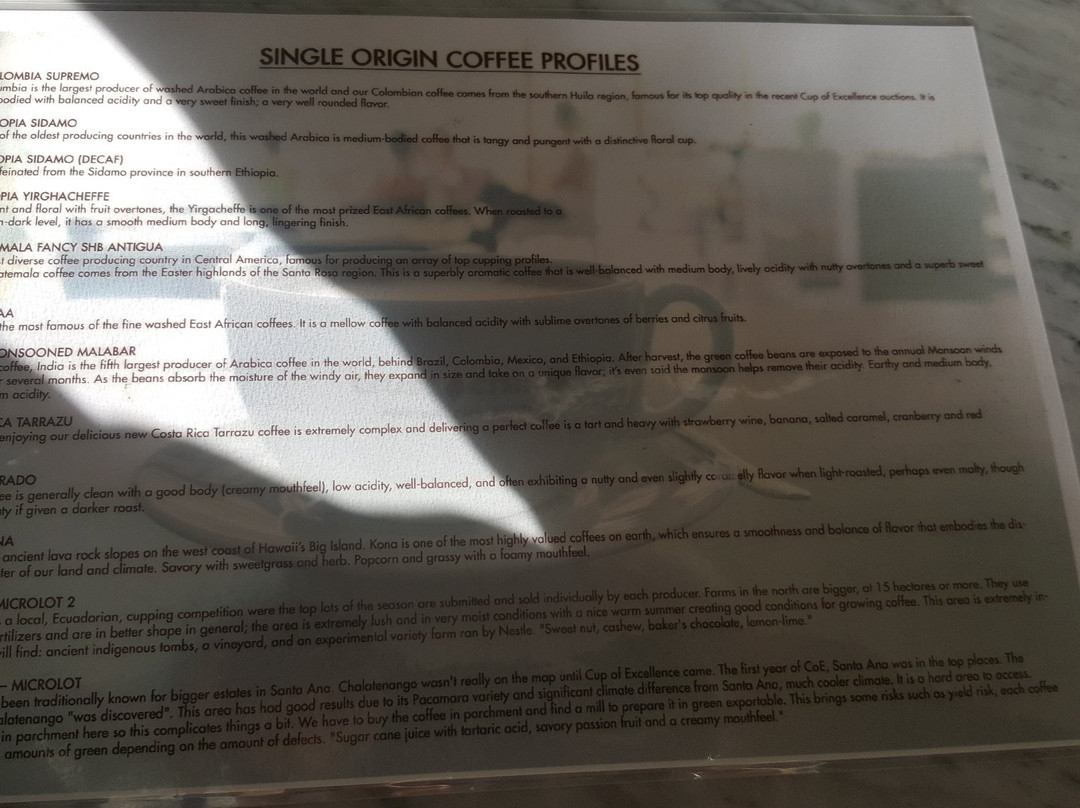 SINGLE ORIGIN COFFEE PROFILES
LOMBIA SUPREMO
umbia is the largest producer of washed Arabica coffee in the world and our Colombian coffee comes from the southern Huila region, famous for its top quality in the recent Cup of Excellence auctions. It is
bodied with balanced acidity and a very sweet finish; a very well rounded flavor.
OPIA SIDAMO
of the oldest producing countries in the world, this washed Arabica is medium-bodied coffee that is tangy and pungent with a distinctive floral cup.
OPIA SIDAMO (DECAF)
feinated from the Sidamo province in southern Ethiopia.
PIA YIRGHACHEFFE
nt and floral with fruit overtones, the Yirgacheffe is one of the most prized East African coffees. When roasted to a
-dark level, it has a smooth medium body and long, lingering finish.
MALA FANCY SHB ANTIGUA
t diverse coffee producing country in Central America, famous for producing an array of top cupping profiles.
atemala coffee comes from the Easter highlands of the Santa Rosa region. This is a superbly aromatic coffee that is well-balanced with medium body, lively acidity with nutty overtones and a superb sweet
AA
the most famous of the fine washed East African coffees. It is a mellow coffee with balanced acidity with sublime overtones of berries and citrus fruits.
ONSOONED MALABAR
coffee, India is the fifth largest producer of Arabica coffee in the world, behind Brazil, Colombia, Mexico, and Ethiopia. After harvest, the green coffee beans are exposed to the annual Monsoon winds
r several months. As the beans absorb the moisture of the windy air, they expand in size and take on a unique flavor; it's even said the monsoon helps remove their acidity. Earthy and medium body,
m acidity.
CA TARRAZU
enjoying our delicious new Costa Rica Tarrazu coffee is extremely complex and delivering a perfect coffee is a tart and heavy with strawberry wine, banana, salted caramel, cranberry and red
RADO
ee is generally clean with a good body (creamy mouthfeel), low acidity, well-balanced, and often exhibiting a nutty and even slightly elly flavor when light-roasted, perhaps even malty, though
ty if given a darker roast.
NA
ancient lava rock slopes on the west coast of Hawaii's Big Island. Kona is one of the most highly valued coffees on earth, which ensures a smoothness and balance of flavor that embodies the dis-
ter of our land and climate. Savory with sweetgrass and herb. Popcorn and grassy with a foamy mouthfeel.
MICROLOT 2
a local, Ecuadorian, cupping competition were the top lots of the season are submitted and sold individually by each producer. Farms in the north are bigger, at 15 hectares or more. They use
rtilizers and are in better shape in general; the area is extremely lush and in very moist conditions with a nice warm summer creating good conditions for growing coffee. This area is extremely in-
ill find: ancient indigenous tombs, a vineyard, and an experimental variety farm ran by Nestle. "Sweet nut, cashew, baker's chocolate, lemon-lime."
– MICROLOT
been traditionally known for bigger estates in Santa Ana. Chalatenango wasn't really on the map until Cup of Excellence came. The first year of CoE, Santa Ana was in the top places. The
alatenango "was discovered". This area has had good results due to its Pacamara variety and significant climate difference from Santa Ana, much cooler climate. It is a hard area to access.
in parchment here so this complicates things a bit. We have to buy the coffee in parchment and find a mill to prepare it in green exportable. This brings some risks such as yield risk, each coffee
amounts of green depending on the amount of defects. "Sugar cane juice with tartaric acid, savory passion fruit and a creamy mouthfeel."